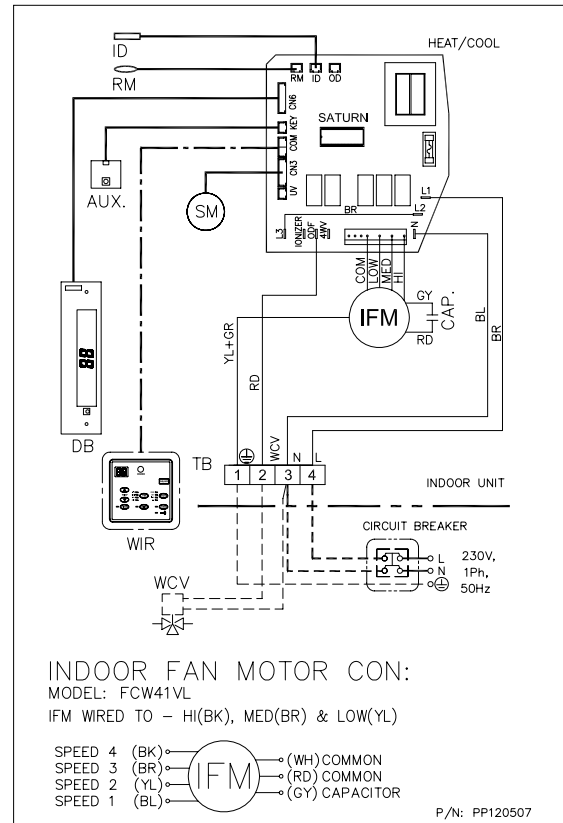 ID
RM
HEAT/COOL
RM ID OD
CN6
KEY
COM
CN3
UV
SATURN
AUX.
SM
L1
L2
BR
L3
IONIZER
ODF
4WV
N
COM
LOW
MED
HI
IFM
GY
CAP.
RD
YL+GR
RD
BL
BR
88
DB
WIR
TB
WCV
N
L
1 2 3 4
INDOOR UNIT
CIRCUIT BREAKER
L
N
230V,
1Ph,
50Hz
WCV
INDOOR FAN MOTOR CON:
MODEL: FCW41VL
IFM WIRED TO – HI(BK), MED(BR) & LOW(YL)
SPEED 4 (BK)
SPEED 3 (BR)
SPEED 2 (YL)
SPEED 1 (BL)
IFM
(WH) COMMON
(RD) COMMON
(GY) CAPACITOR
P/N: PP120507